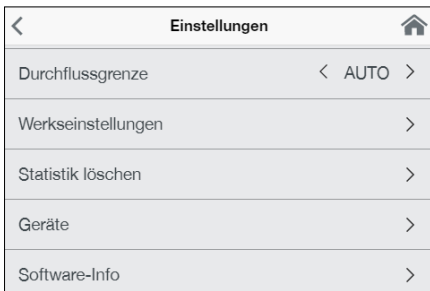 Einstellungen
Durchflussgrenze < AUTO >
Werkseinstellungen >
Statistik löschen >
Geräte >
Software-Info >